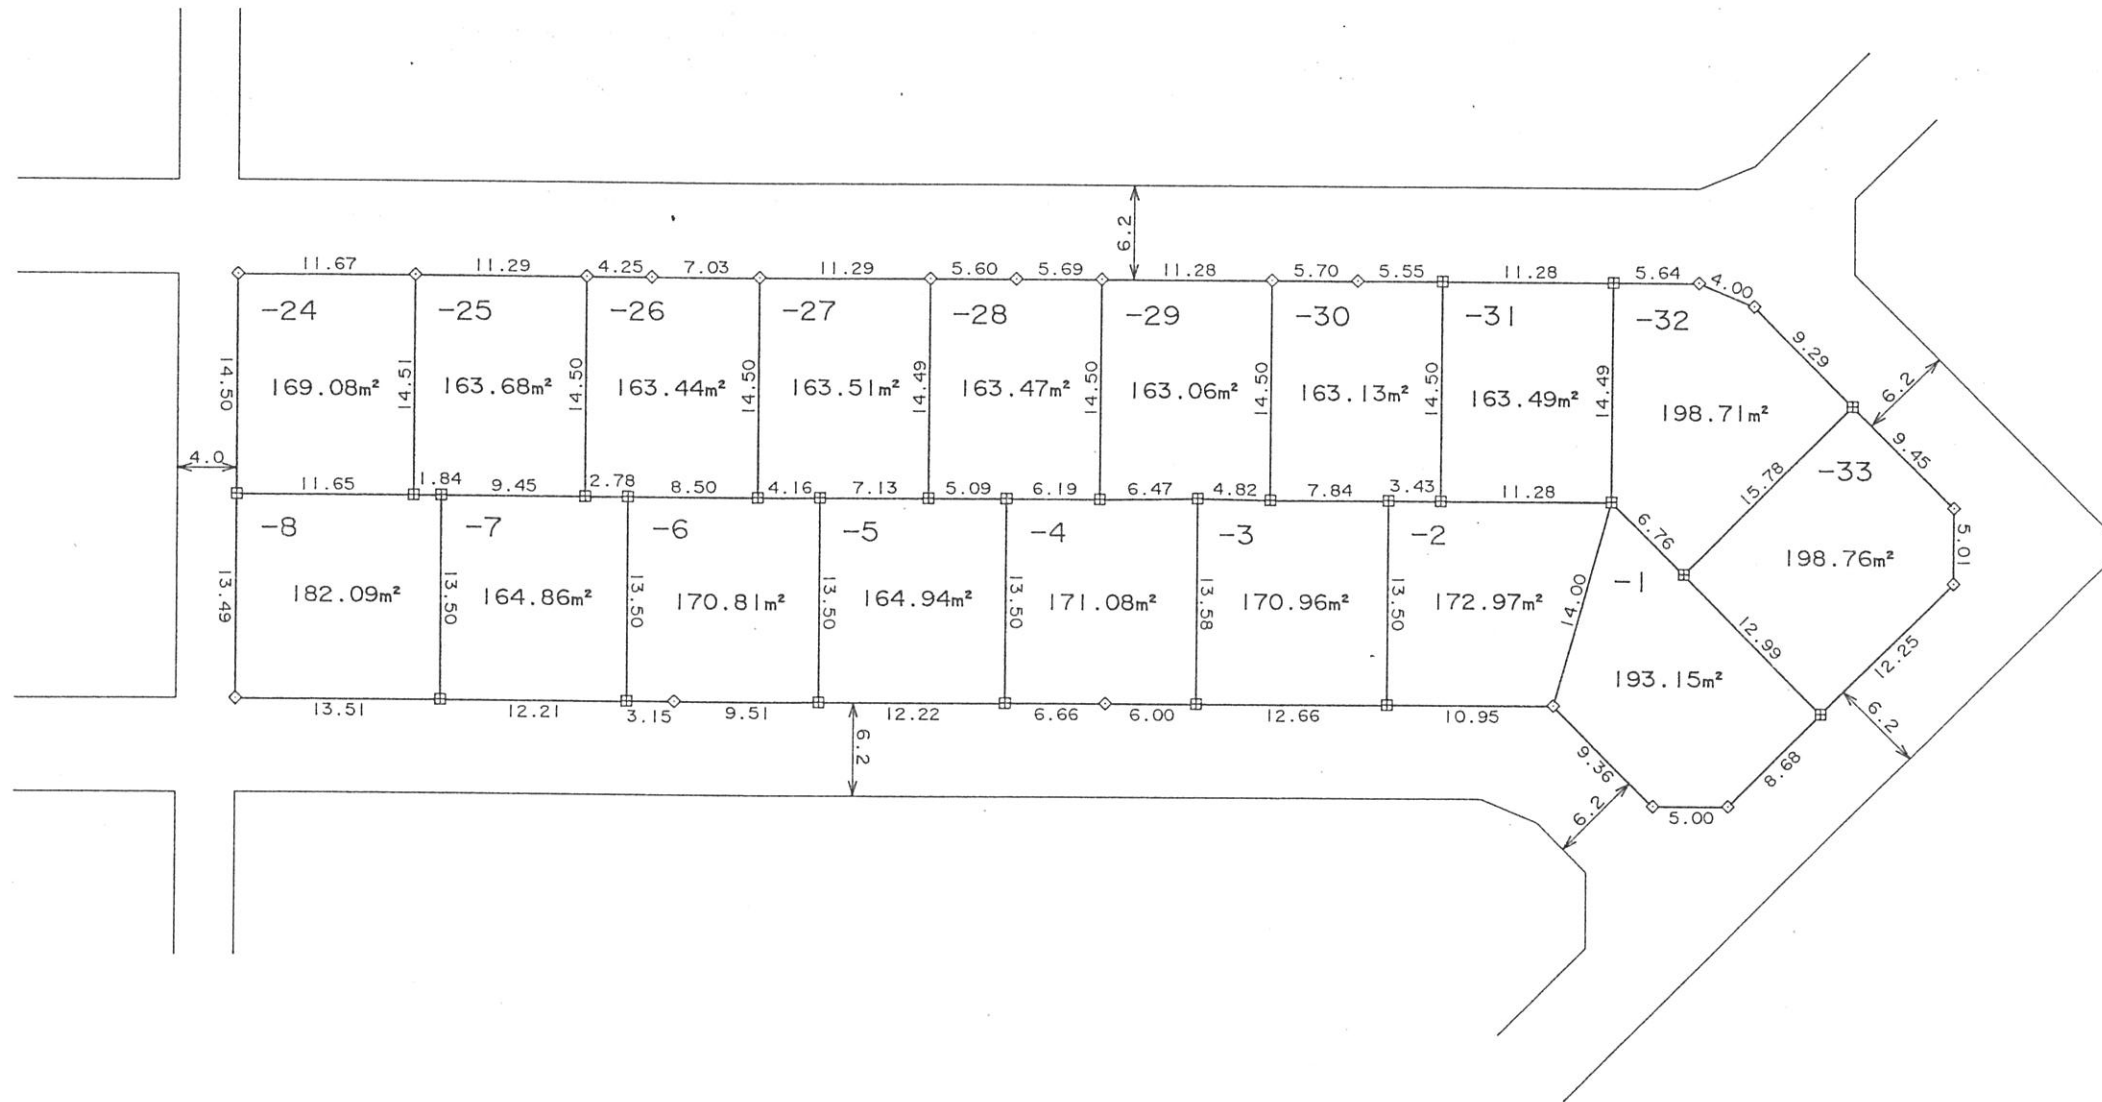 6.2
11.67 11.29 4.25 7.03 11.29 5.60 5.69 11.28 5.70 5.55 11.28 5.64 4.00
-24 -25 -26 -27 -28 -29 -30 -31 -32
9.29
14.50 14.51 14.50 14.50 14.49 14.50 14.50 14.50 14.49
169.08m² 163.68m² 163.44m² 163.51m² 163.47m² 163.06m² 163.13m² 163.49m² 198.71m²
6.2
9.45
4.0
15.78
-33
11.65 1.84 9.45 2.78 8.50 4.16 7.13 5.09 6.19 6.47 4.82 7.84 3.43 11.28
-8 -7 -6 -5 -4 -3 -2
6.76
5.01
198.76m²
-1
13.49 13.50 13.50 13.50 13.50 13.58 13.50 14.00
182.09m² 164.86m² 170.81m² 164.94m² 171.08m² 170.96m² 172.97m²
12.99
12.25
193.15m²
13.51 12.21 3.15 9.51 12.22 6.66 6.00 12.66 10.95
6.2
6.2
9.36
8.68
6.2
5.00